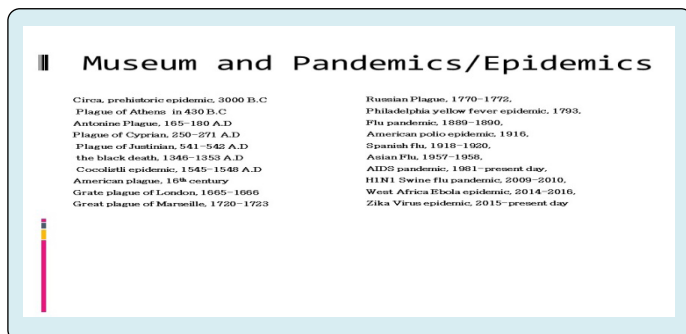 Museum and Pandemics/Epidemics
Circa, prehistoric epidemic, 3000 B.C
Plague of Athens in 430 B.C
Antonine Plague, 165-180 A.D
Plague of Cyprian, 250-271 A.D
Plague of Justinian, 541-542 A.D
the black death, 1346-1353 A.D
Cocolistli epidemic, 1545-1548 A.D
American plague, 16th century
Grate plague of London, 1665-1666
Great plague of Marseille, 1720-1723
Russian Plague, 1770-1772,
Philadelphia yellow fever epidemic, 1793,
Flu pandemic, 1889-1890,
American polio epidemic, 1916,
Spanish flu, 1918-1920,
Asian Flu, 1957-1958,
AIDS pandemic, 1981-present day,
H1N1 Swine flu pandemic, 2009-2010,
West Africa Ebola epidemic, 2014-2016,
Zika Virus epidemic, 2015-present day